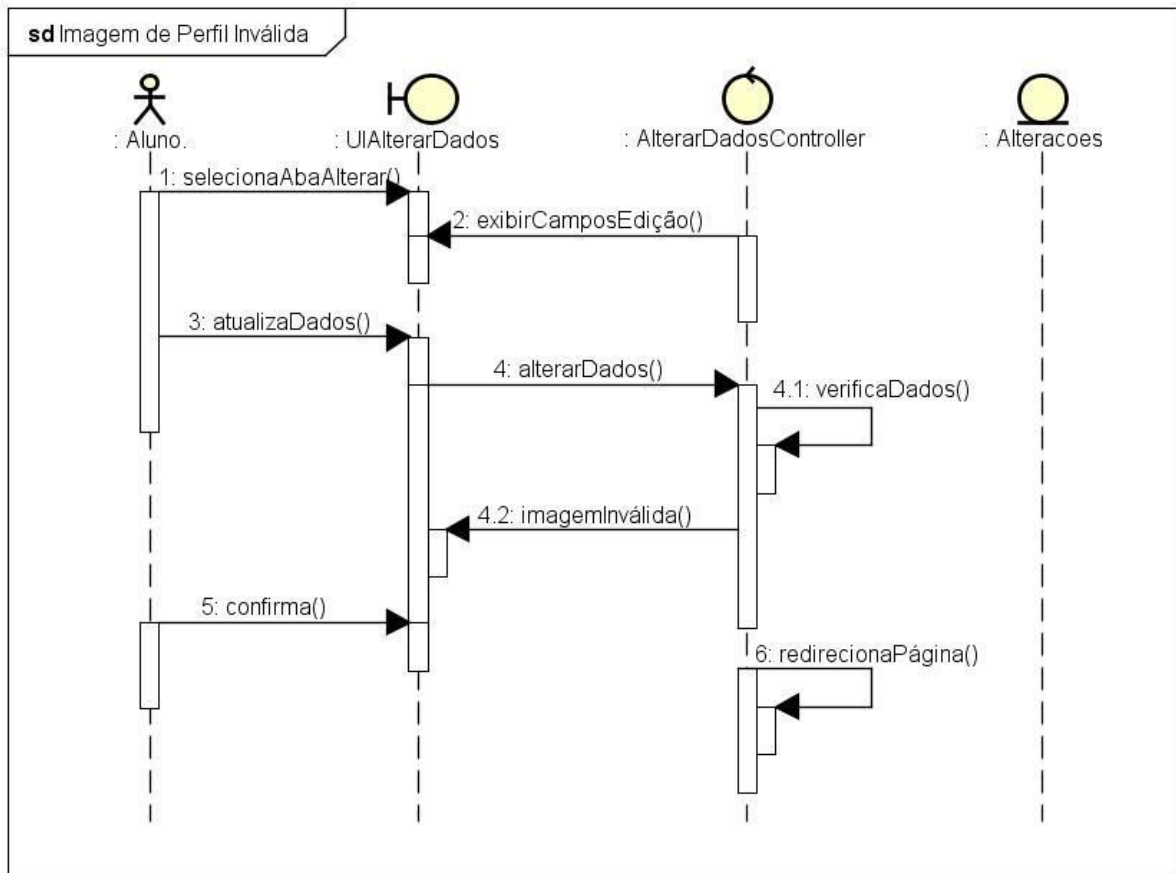 sd Imagem de Perfil Inválida
: Aluno.
: UIAlterarDados
: AlterarDadosController
: Alteracoes
1: selecionaAbaAlterar()
2: exibirCamposEdição()
3: atualizaDados()
4: alterarDados()
4.1: verificaDados()
4.2: imagemInválida()
5: confirma()
6: redirecionaPágina()